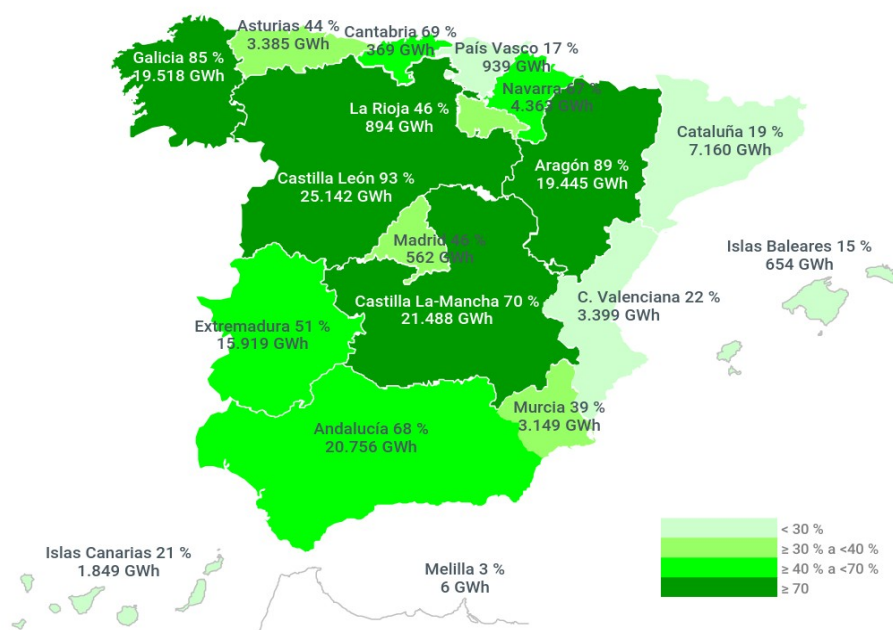 Asturias 44 %
3.385 GWh
Cantabria 69 %
369 GWh
País Vasco 17 %
939 GWh
Galicia 85 %
19.518 GWh
Navarra 67 %
4.363 GWh
La Rioja 46 %
894 GWh
Cataluña 19 %
7.160 GWh
Aragón 89 %
19.445 GWh
Castilla León 93 %
25.142 GWh
Madrid 46 %
562 GWh
Islas Baleares 15 %
654 GWh
C. Valenciana 22 %
3.399 GWh
Castilla La-Mancha 70 %
21.488 GWh
Extremadura 51 %
15.919 GWh
Murcia 39 %
3.149 GWh
Andalucía 68 %
20.756 GWh
Islas Canarias 21 %
1.849 GWh
Melilla 3 %
6 GWh
< 30 %
≥ 30 % a <40 %
≥ 40 % a <70 %
≥ 70